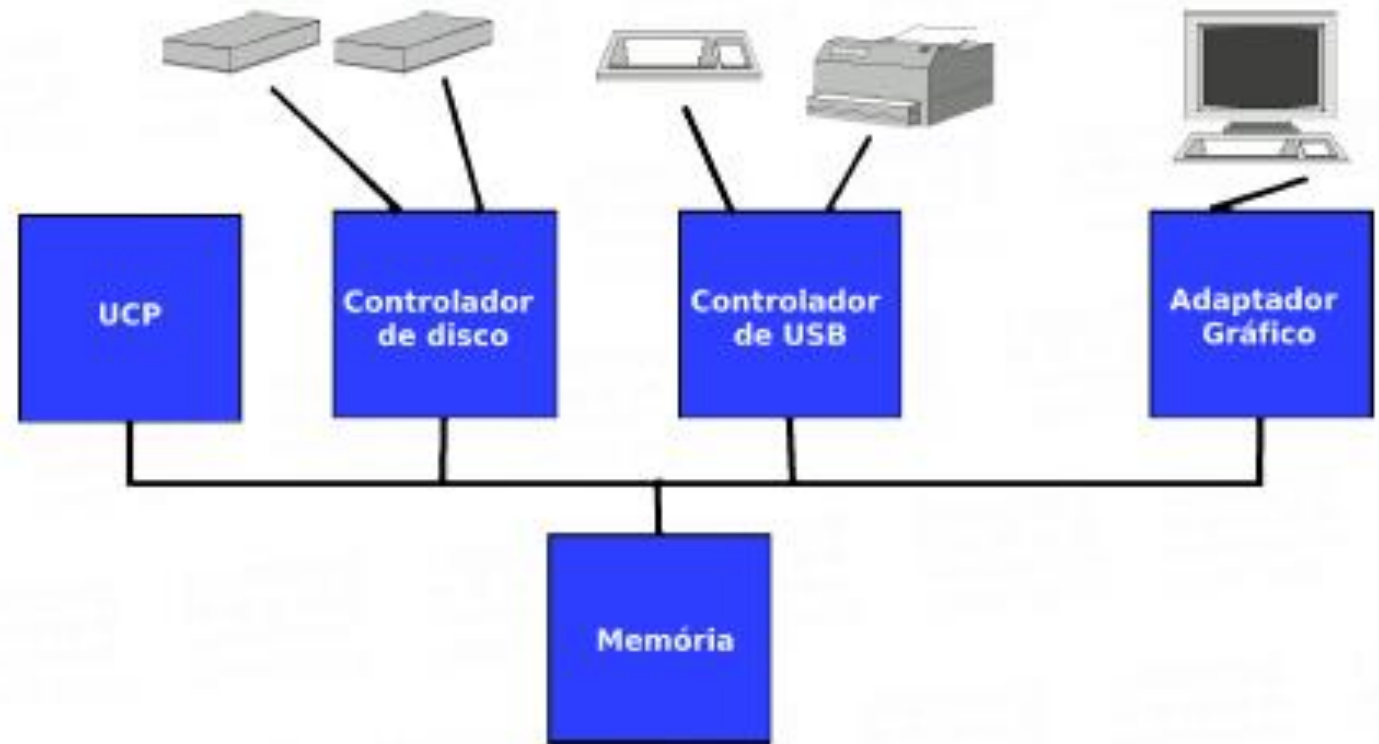 UCP
Controlador
de disco
Controlador
de USB
Adaptador
Gráfico
Memória